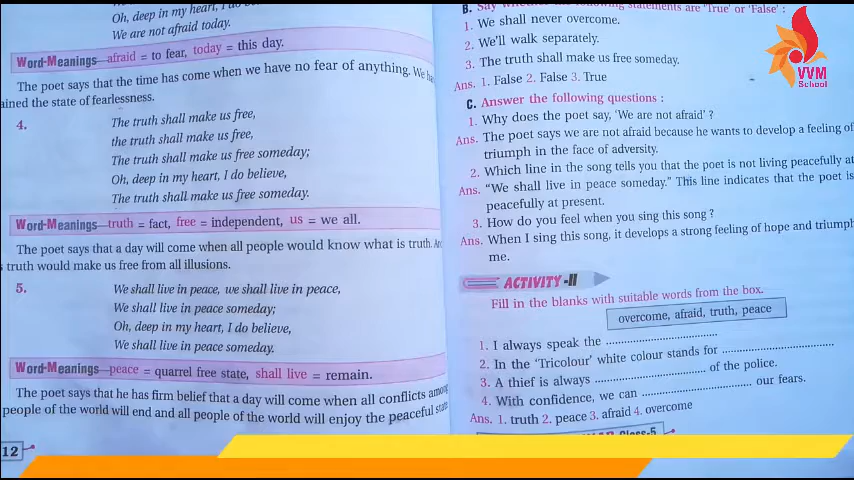 Oh, deep in my heart, I do
We are not afraid today.
Word-Meanings—afraid = to fear, today = this day.
The poet says that the time has come when we have no fear of anything. We
ained the state of fearlessness.
4.
The truth shall make us free,
the truth shall make us free,
The truth shall make us free someday;
Oh, deep in my heart, I do believe,
The truth shall make us free someday.
Word-Meanings—truth = fact, free = independent, us = we all.
The poet says that a day will come when all people would know what is truth.
truth would make us free from all illusions.
5.
We shall live in peace, we shall live in peace,
We shall live in peace someday;
Oh, deep in my heart, I do believe,
We shall live in peace someday.
Word-Meanings—peace = quarrel free state, shall live = remain.
The poet says that he has firm belief that a day will come when all conflicts among
people of the world will end and all people of the world will enjoy the peaceful
12
B. Say whether the following statements are 'True' or 'False' :
1. We shall never overcome.
2. We'll walk separately.
3. The truth shall make us free someday.
Ans. 1. False 2. False 3. True
C. Answer the following questions :
1. Why does the poet say, 'We are not afraid' ?
Ans. The poet says we are not afraid because he wants to develop a feeling of
triumph in the face of adversity.
2. Which line in the song tells you that the poet is not living peacefully at
Ans. "We shall live in peace someday." This line indicates that the poet is
peacefully at present.
3. How do you feel when you sing this song ?
Ans. When I sing this song, it develops a strong feeling of hope and triumph
me.
ACTIVITY-II
Fill in the blanks with suitable words from the box.
overcome, afraid, truth, peace
1. I always speak the ..............................
2. In the 'Tricolour' white colour stands for ..............................
3. A thief is always .............................. of the police.
4. With confidence, we can .............................. our fears.
Ans. 1. truth 2. peace 3. afraid 4. overcome
Class-5
VVM
School